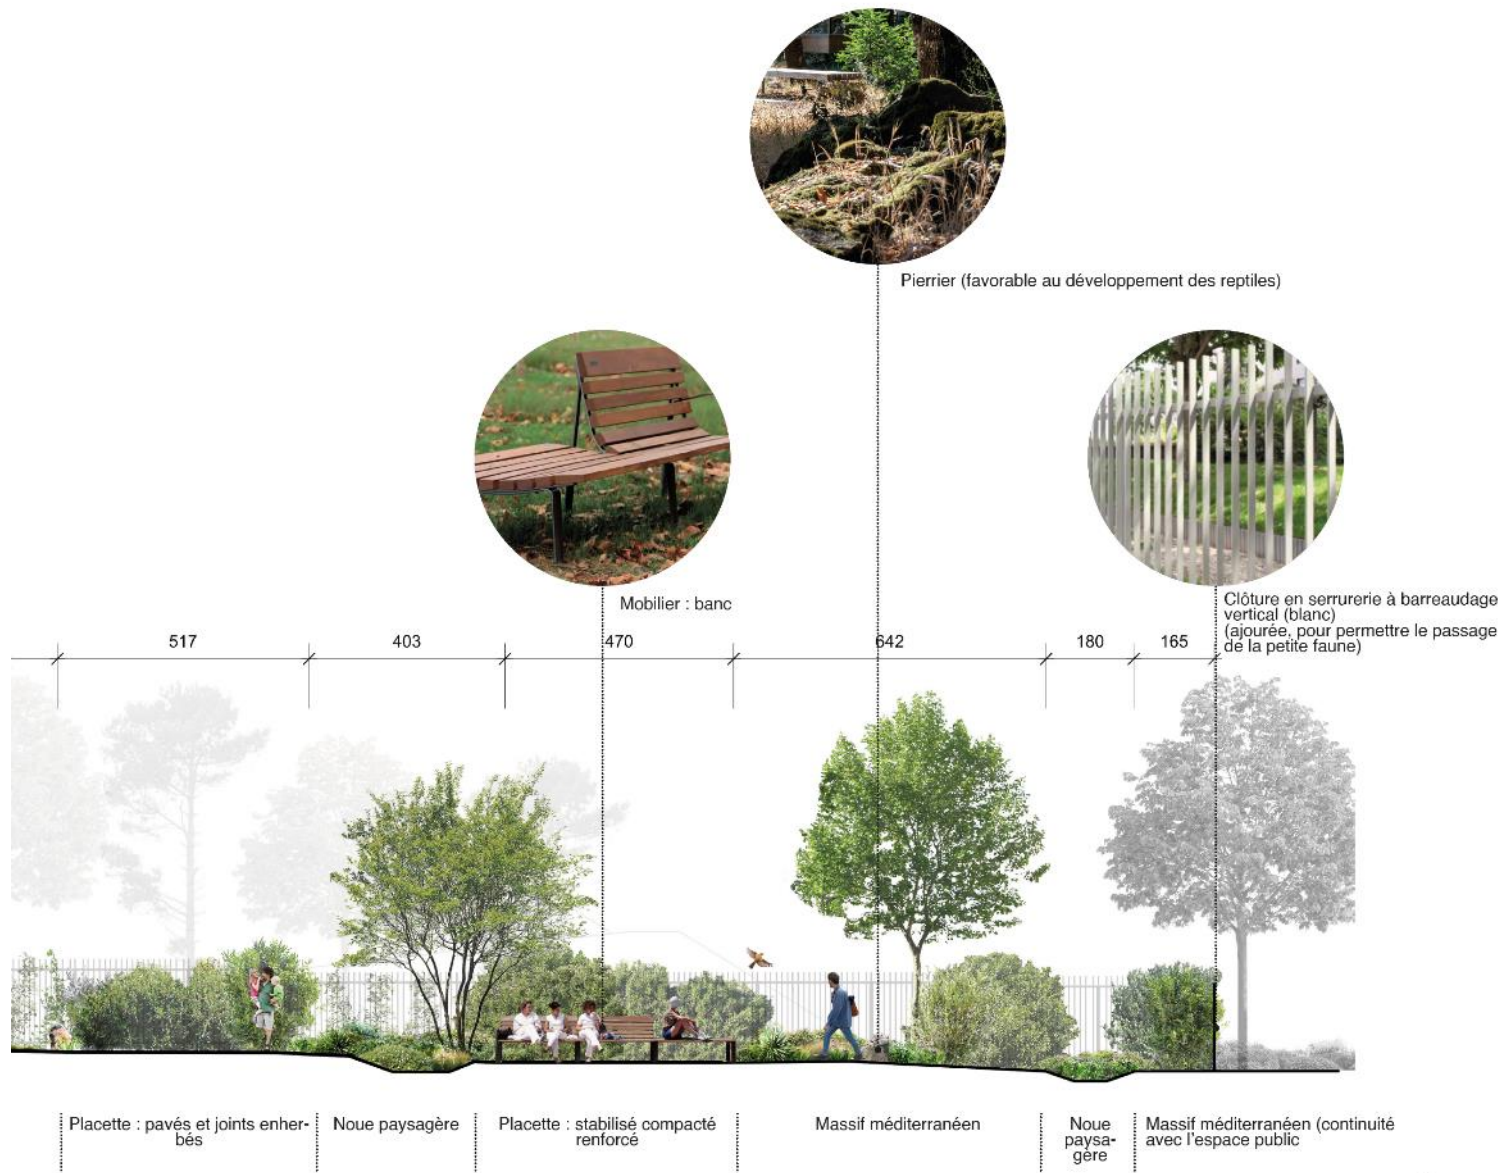 Pierrier (favorable au développement des reptiles)
Mobilier : banc
Clôture en serrurerie à barreaudage
vertical (blanc)
(ajourée, pour permettre le passage
de la petite faune)
517
403
470
642
180
165
Placette : pavés et joints enher-
bés
Noue paysagère
Placette : stabilisé compacté
renforcé
Massif méditerranéen
Noue
paysa-
gère
Massif méditerranéen (continuité
avec l'espace public